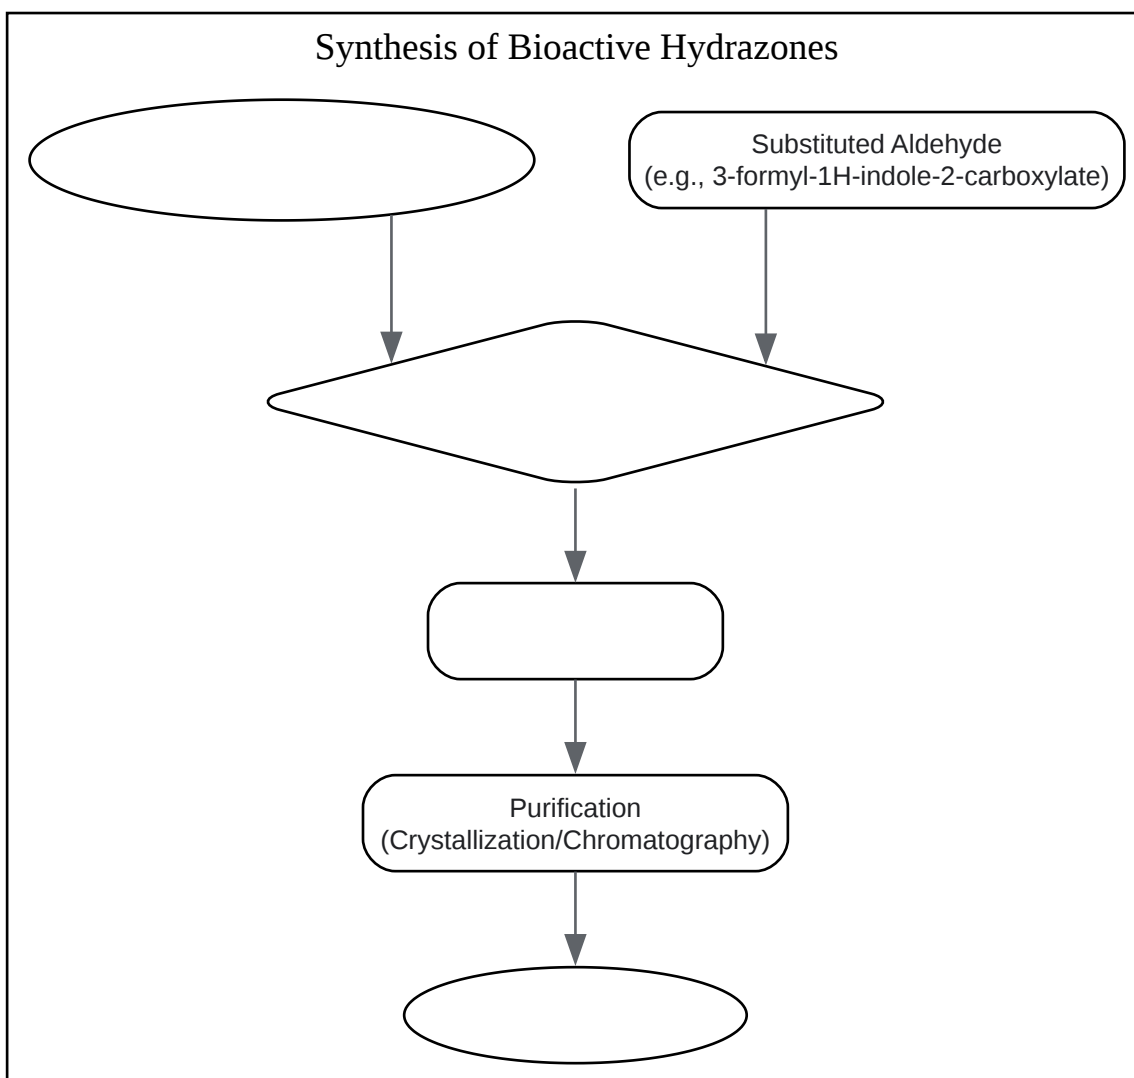 Synthesis of Bioactive Hydrazones
Substituted Aldehyde
(e.g., 3-formyl-1H-indole-2-carboxylate)
Purification
(Crystallization/Chromatography)